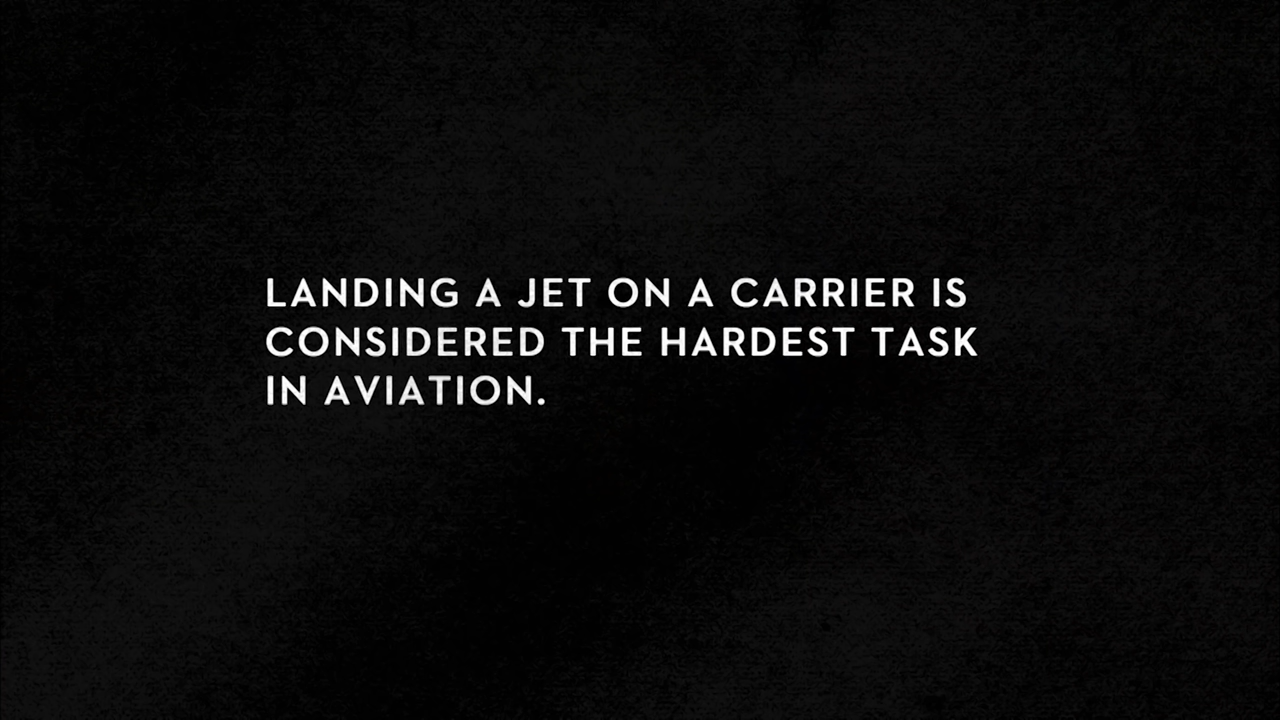 LANDING A JET ON A CARRIER IS
CONSIDERED THE HARDEST TASK
IN AVIATION.